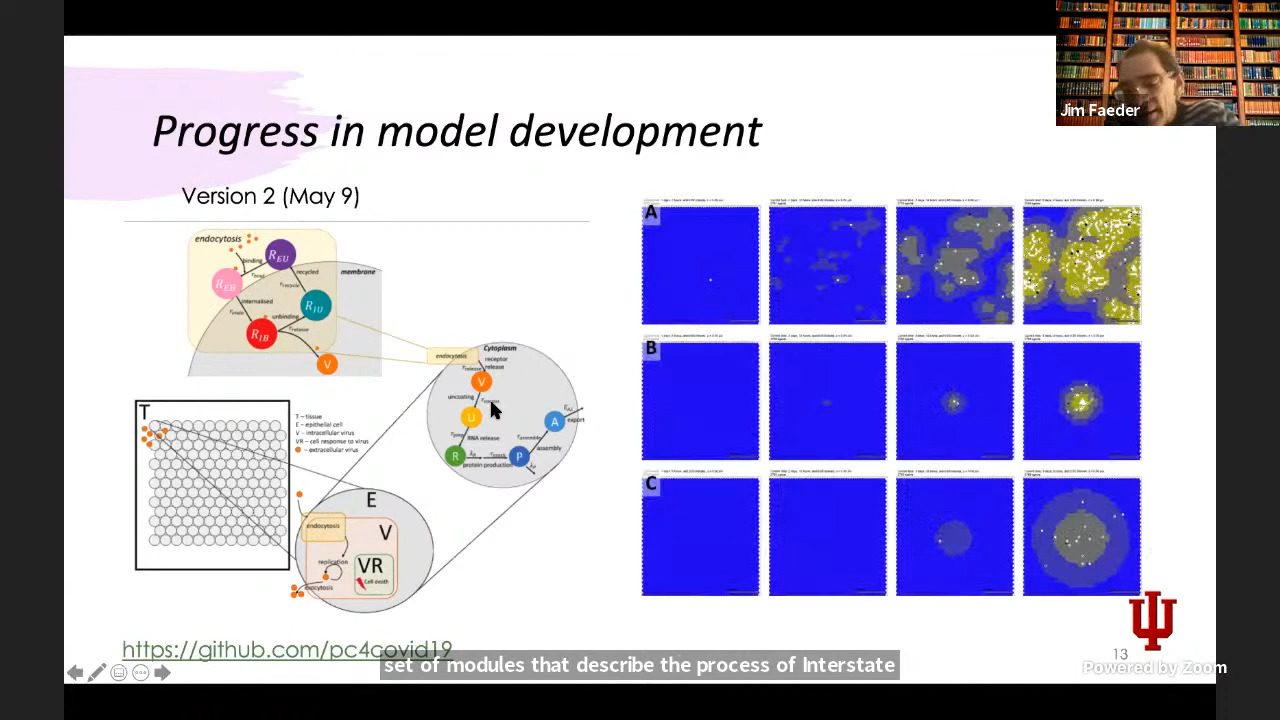 Jim Faeder
Progress in model development
Version 2 (May 9)
endocytosis
binding
R_EU
recycled
membrane
R_EB
internalised
R_IU
unbinding
R_IB
V
A
B
C
Cytoplasm
endocytosis
receptor
release
V
uncoating
U
A
export
RNA release
assembly
R
P
protein production
T
T – tissue
E – epithelial cell
V – intracellular virus
VR – cell response to virus
– extracellular virus
E
endocytosis
V
replication
VR
Cell death
exocytosis
https://github.com/pc4covid19
set of modules that describe the process of Interstate
13
Powered by Zoom